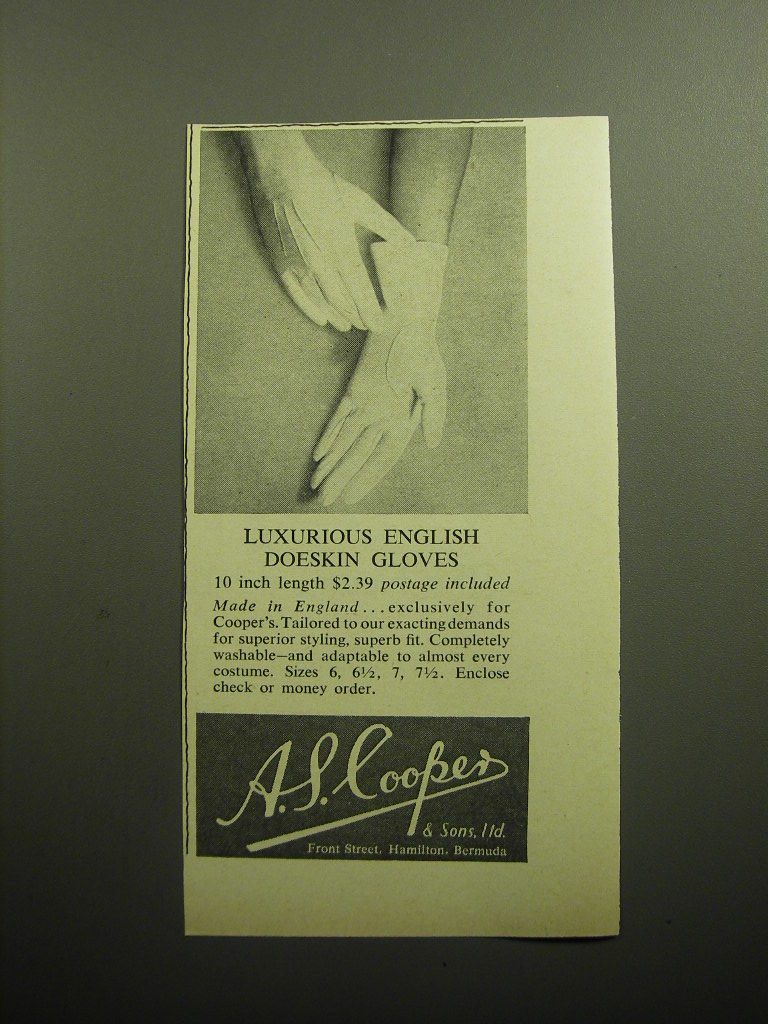 LUXURIOUS ENGLISH
DOESKIN GLOVES
10 inch length $2.39 postage included
Made in England...exclusively for
Cooper's. Tailored to our exacting demands
for superior styling, superb fit. Completely
washable—and adaptable to almost every
costume. Sizes 6, 6½, 7, 7½. Enclose
check or money order.
A.S. Cooper
& Sons, ltd.
Front Street, Hamilton, Bermuda